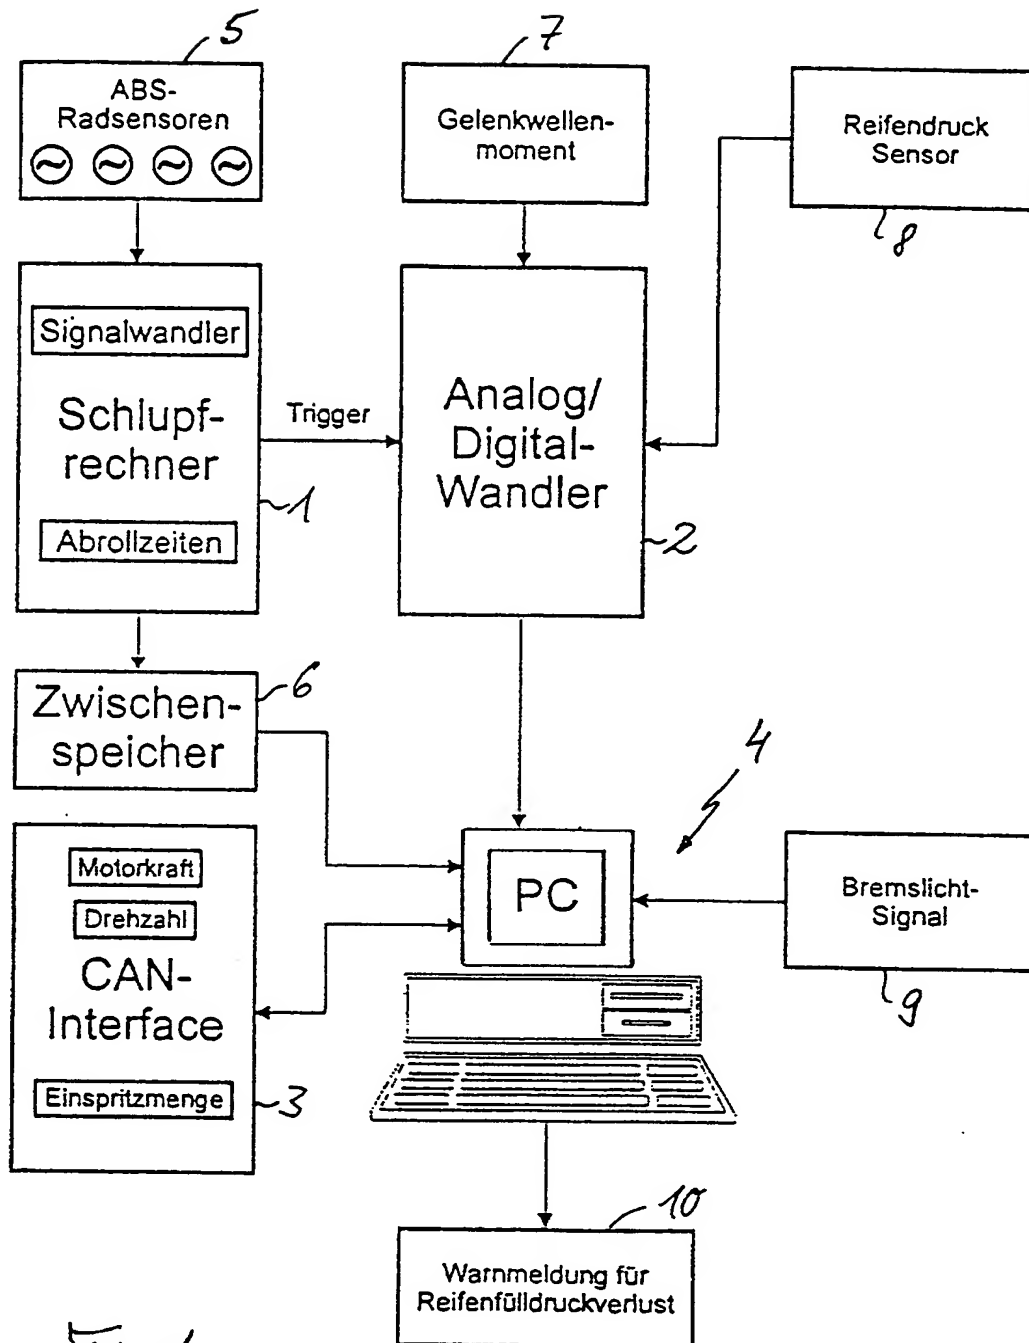 5
ABS-
Radsensoren
~ ~ ~ ~
7
Gelenkwellen-
moment
Reifendruck
Sensor
8
Signalwandler
Schlupf-
rechner
Abrollzeiten
1
Trigger
Analog/
Digital-
Wandler
2
6
Zwischen-
speicher
4
Motorkraft
Drehzahl
CAN-
Interface
Einspritzmenge
3
PC
Bremslicht-
Signal
9
10
Warnmeldung für
Reifenfülldruckverlust